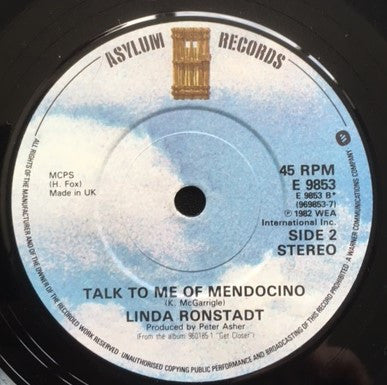 ASYLUM RECORDS
MCPS
(H. Fox)
Made in UK
45 RPM
E 9853
E 9853 B*
(969853-7)
℗ 1982 WEA
International Inc.
SIDE 2
STEREO
TALK TO ME OF MENDOCINO
(K. McGarrigle)
LINDA RONSTADT
Produced by Peter Asher
(From the album 960185-1 "Get Closer")
ALL RIGHTS OF THE MANUFACTURER AND OF THE OWNER OF THE RECORDED WORK RESERVED. UNAUTHORISED COPYING PUBLIC PERFORMANCE AND BROADCASTING OF THIS RECORD PROHIBITED. A WARNER COMMUNICATIONS COMPANY.